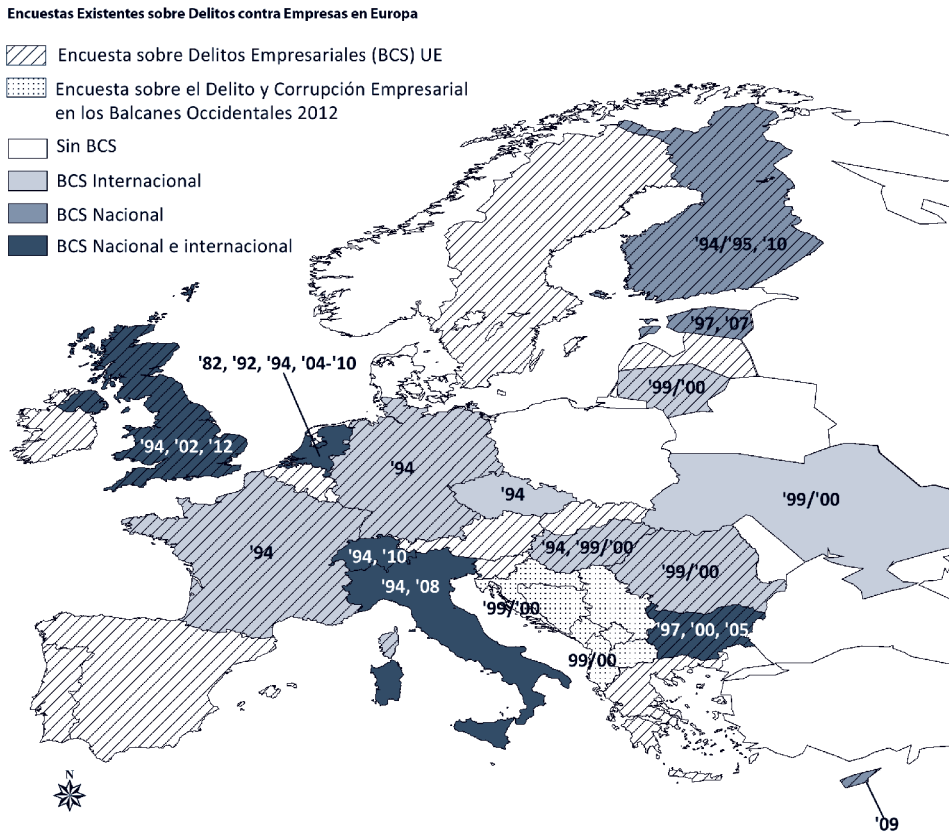 Encuestas Existentes sobre Delitos contra Empresas en Europa
Encuesta sobre Delitos Empresariales (BCS) UE
Encuesta sobre el Delito y Corrupción Empresarial
en los Balcanes Occidentales 2012
Sin BCS
BCS Internacional
BCS Nacional
BCS Nacional e internacional
'94/'95, '10
'97, '07
'82, '92, '94, '04-'10
'99/'00
'94, '02, '12
'94
'94
'99/'00
'94
'94, '10
'94, '99/'00
'99/'00
'94, '08
'99/'00
'97, '00, '05
99/00
N
'09